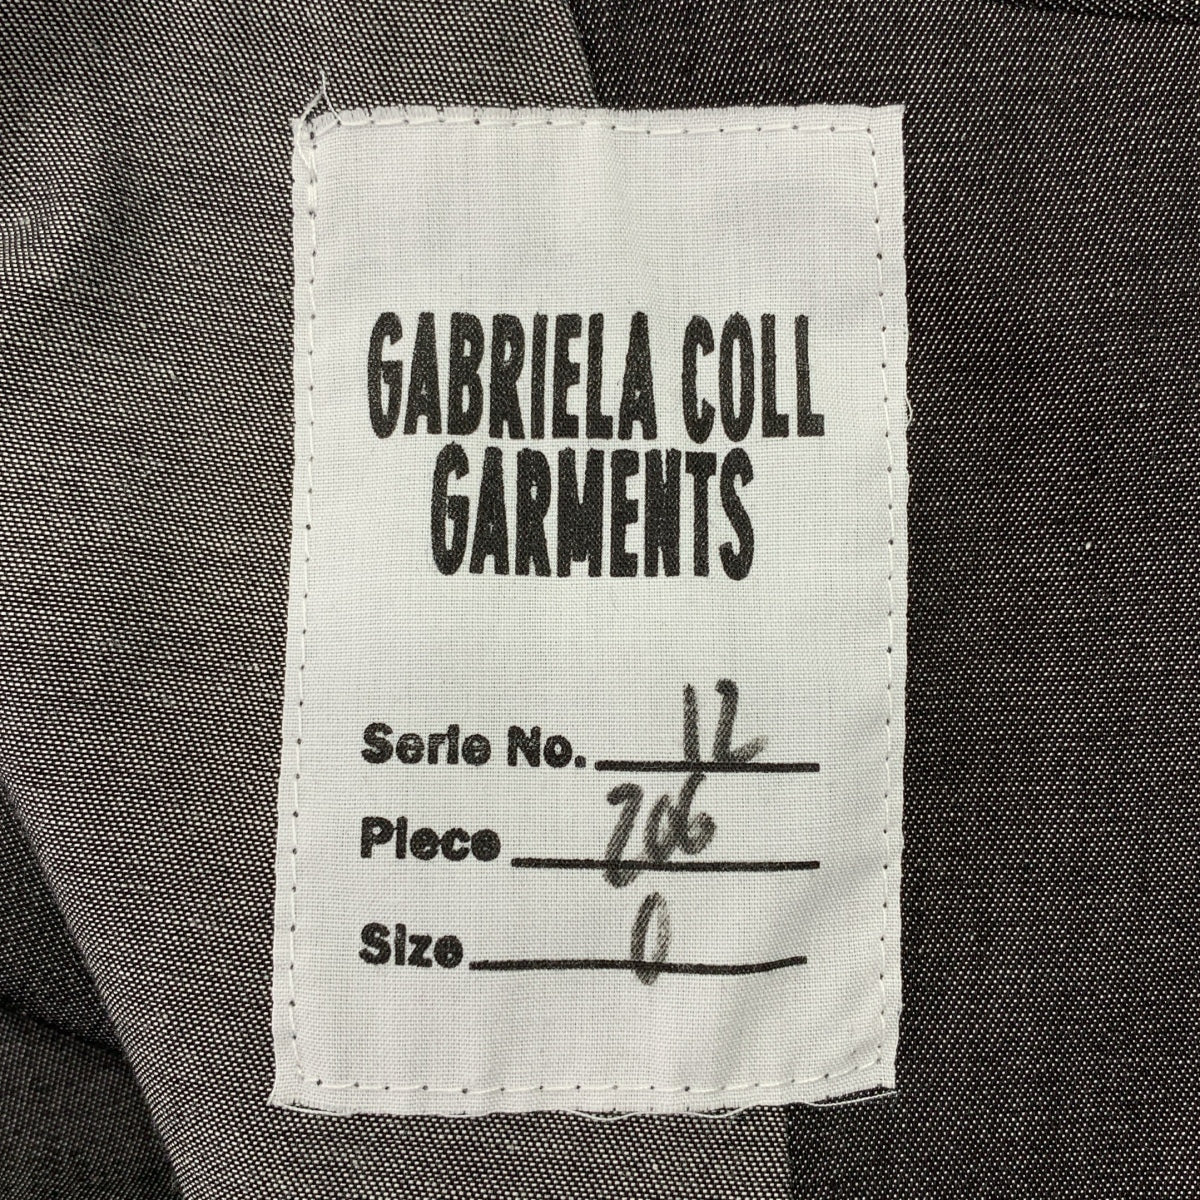 GABRIELA COLL
GARMENTS
Serie No. 12
Piece 206
Size 0